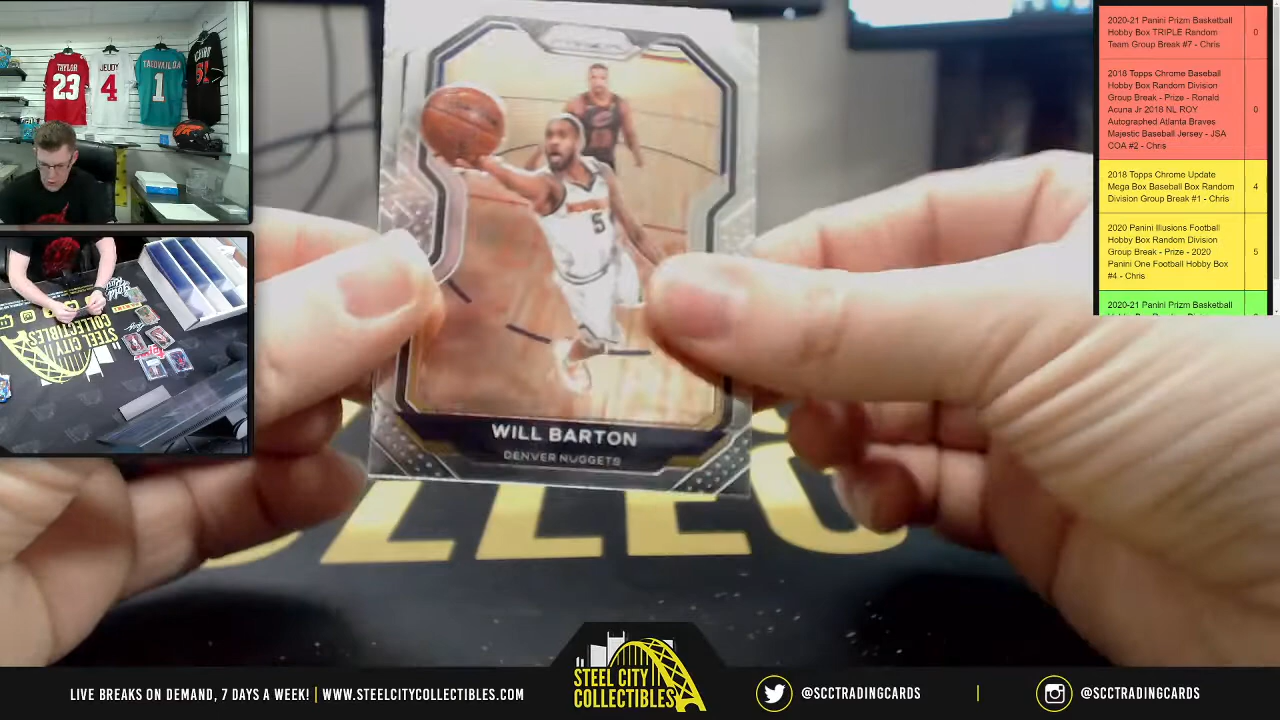 TAYLOR
23
JEUDY
4
TAGOVAILOA
1
COLLECTIBLES
5
WILL BARTON
DENVER NUGGETS
2020-21 Panini Prizm Basketball
Hobby Box TRIPLE Random
Team Group Break #7 - Chris
0
2018 Topps Chrome Baseball
Hobby Box Random Division
Group Break - Prize - Ronald
Acuna Jr 2018 NL ROY
Autographed Atlanta Braves
Majestic Baseball Jersey - JSA
COA #2 - Chris
0
2018 Topps Chrome Update
Mega Box Baseball Box Random
Division Group Break #1 - Chris
4
2020 Panini Illusions Football
Hobby Box Random Division
Group Break - Prize - 2020
Panini One Football Hobby Box
#4 - Chris
5
2020-21 Panini Prizm Basketball
LIVE BREAKS ON DEMAND, 7 DAYS A WEEK! | WWW.STEELCITYCOLLECTIBLES.COM
STEEL CITY
COLLECTIBLES
@SCCTRADINGCARDS
@SCCTRADINGCARDS